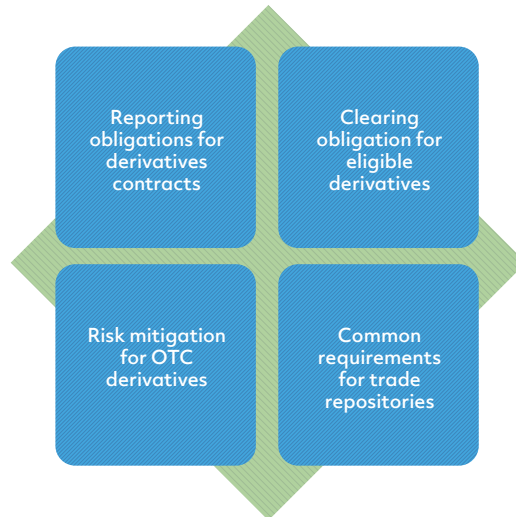 Reporting
obligations for
derivatives
contracts
Clearing
obligation for
eligible
derivatives
Risk mitigation
for OTC
derivatives
Common
requirements
for trade
repositories